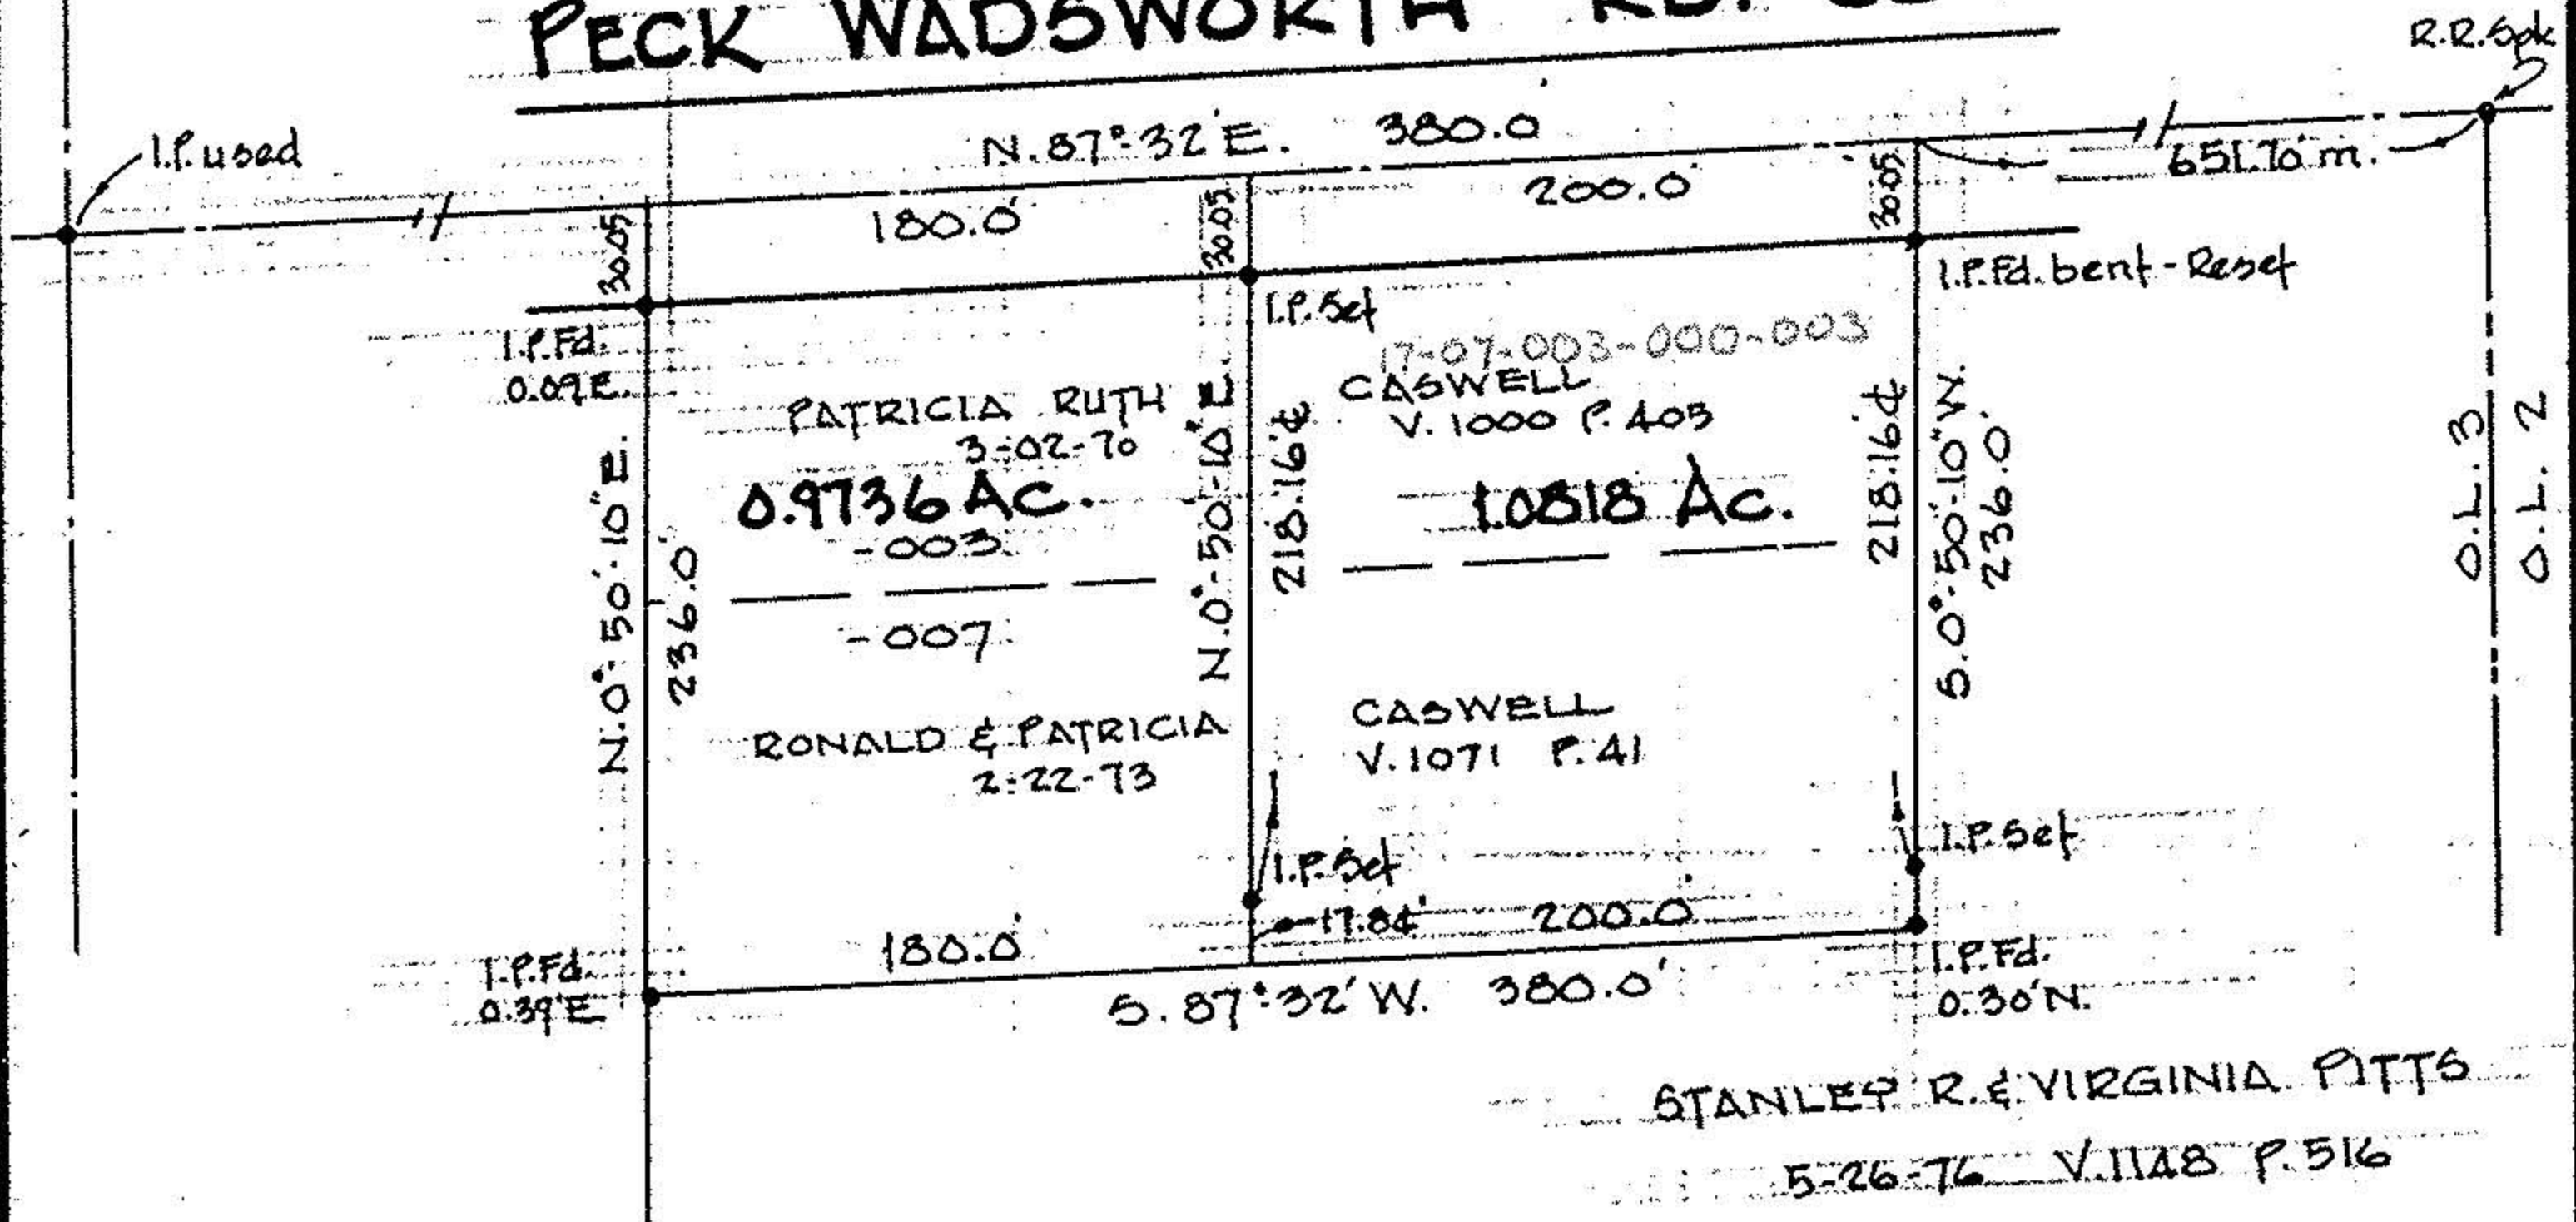 PECK WADSWORTH RD.
R.R.Spk
I.P. used
N.87°-32'E. 380.0'
651.70'm.
180.0'
200.0'
30.05
30.05
30.05
I.P.Fd.
0.09'E.
I.P. Set
I.P.Fd. bent - Reset
17-07-003-000-003
PATRICIA RUTH
3-02-70
0.9736 AC.
-003
-007
RONALD & PATRICIA
2-22-73
CASWELL
V. 1000 P. 405
1.0818 AC.
CASWELL
V. 1071 P. 41
N.0°-50'-10"E.
236.0'
N.0°-50'-10"E.
218.16'
218.16'
S.0°-50'-10"W.
236.0'
O.L. 3
O.L. 2
I.P. Set
I.P. Set
17.84'
180.0'
200.0'
I.P.Fd.
0.39'E
S. 87°-32' W. 380.0'
I.P.Fd.
0.30'N.
STANLEY R. & VIRGINIA PITTS
5-26-76 V.1148 P. 516